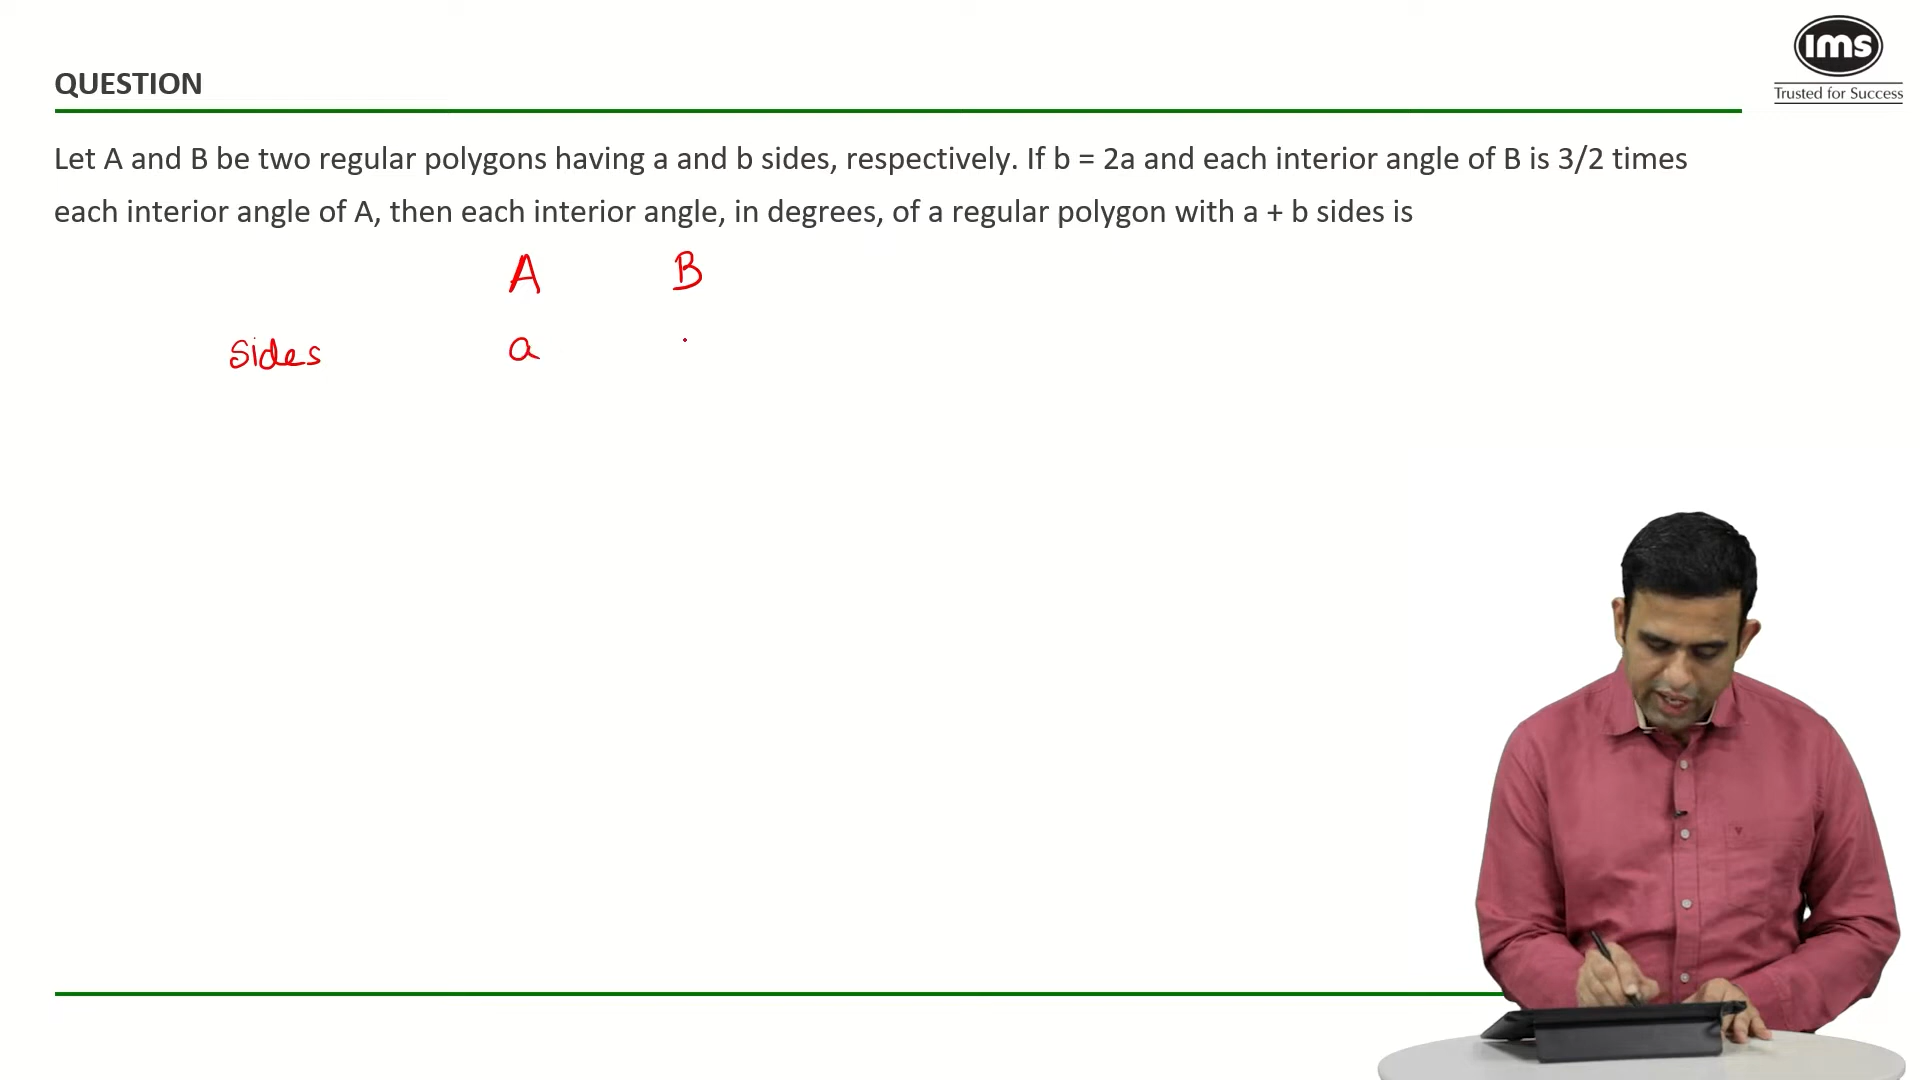 ims
Trusted for Success
QUESTION
Let A and B be two regular polygons having a and b sides, respectively. If b = 2a and each interior angle of B is 3/2 times
each interior angle of A, then each interior angle, in degrees, of a regular polygon with a + b sides is
A B
sides a